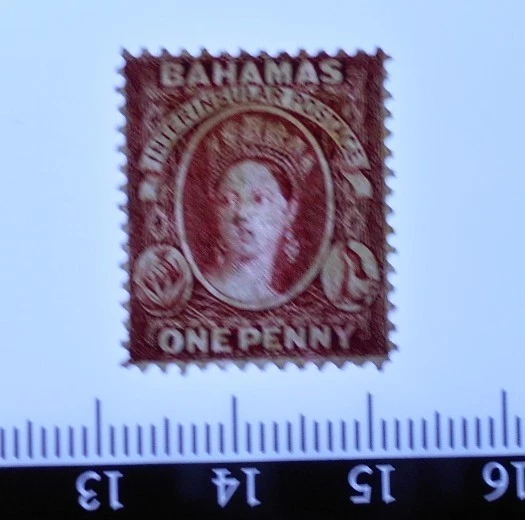 BAHAMAS
INTERINSULAR POSTAGE
ONE PENNY
13 14 15 16